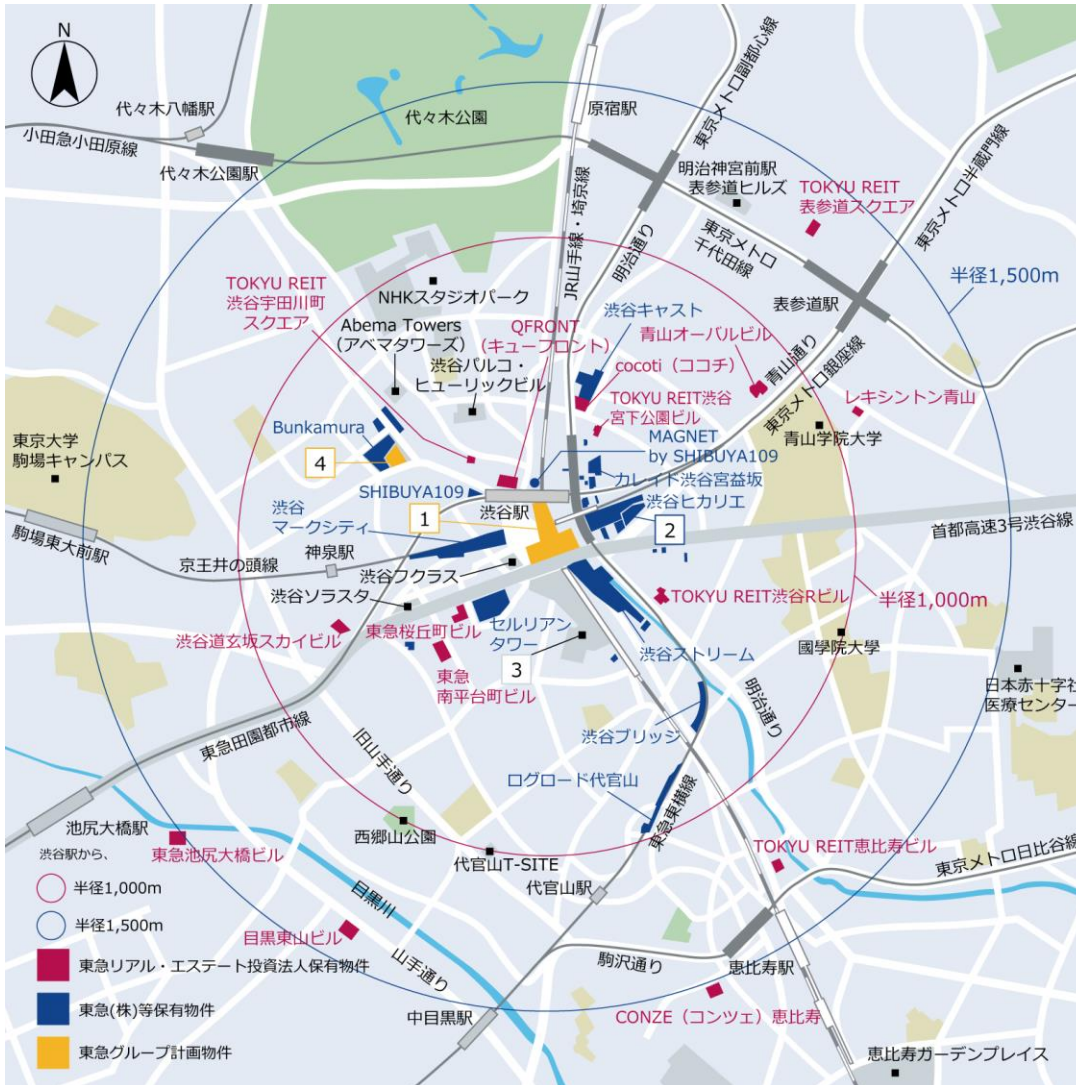 N
代々木八幡駅
小田急小田原線
代々木公園駅
代々木公園
原宿駅
東京メトロ副都心線
明治神宮前駅
表参道ヒルズ
TOKYU REIT
表参道スクエア
東京メトロ半蔵門線
JR山手線・埼京線
明治通り
東京メトロ
千代田線
表参道駅
半径1,500m
TOKYU REIT
渋谷宇田川町
スクエア
NHKスタジオパーク
Abema Towers
（アベマタワーズ）
渋谷パルコ・
ヒューリックビル
QFRONT
（キューフロント）
渋谷キャスト
青山オーバルビル
cocoti（ココチ）
TOKYU REIT渋谷
宮下公園ビル
青山通り
東京メトロ銀座線
レキシントン青山
青山学院大学
東京大学
駒場キャンパス
Bunkamura
4
MAGNET
by SHIBUYA109
カレイド渋谷宮益坂
SHIBUYA109
渋谷駅
渋谷ヒカリエ
1
2
渋谷
マークシティ
首都高速3号渋谷線
駒場東大前駅
京王井の頭線
神泉駅
渋谷フクラス
渋谷ソラスタ
TOKYU REIT渋谷Rビル
半径1,000m
渋谷道玄坂スカイビル
東急桜丘町ビル
セルリアン
タワー
3
渋谷ストリーム
國學院大學
東急
南平台町ビル
日本赤十字社
医療センター
東急田園都市線
旧山手通り
渋谷ブリッジ
明治通り
ログロード代官山
東急東横線
池尻大橋駅
西郷山公園
東急池尻大橋ビル
代官山T-SITE
TOKYU REIT恵比寿ビル
東京メトロ日比谷線
代官山駅
渋谷駅から、
半径1,000m
半径1,500m
目黒川
目黒東山ビル
山手通り
駒沢通り
恵比寿駅
東急リアル・エステート投資法人保有物件
東急(株)等保有物件
東急グループ計画物件
中目黒駅
CONZE（コンツェ）恵比寿
恵比寿ガーデンプレイス